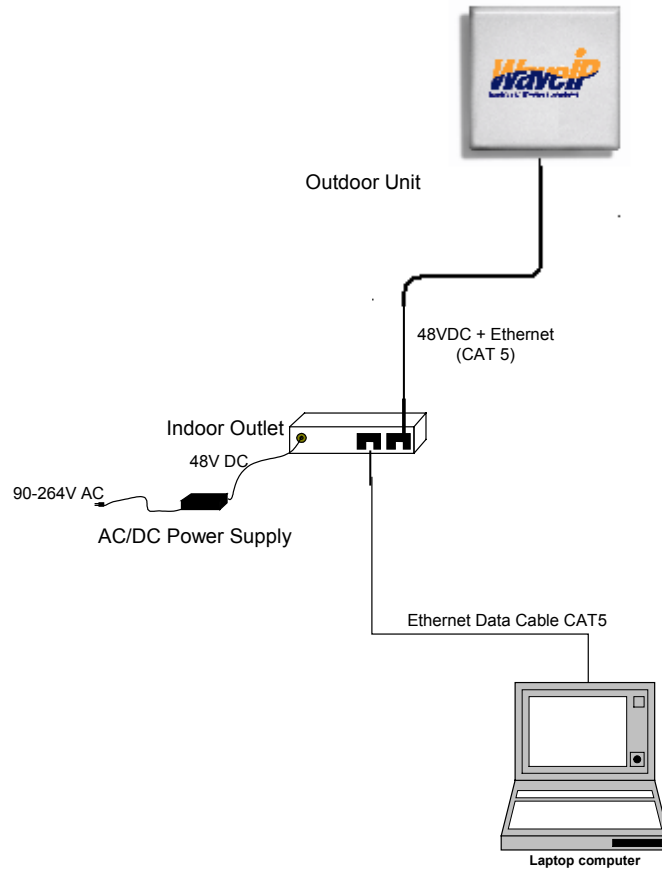 WaveIP
Outdoor Unit
48VDC + Ethernet
(CAT 5)
Indoor Outlet
48V DC
90-264V AC
AC/DC Power Supply
Ethernet Data Cable CAT5
Laptop computer